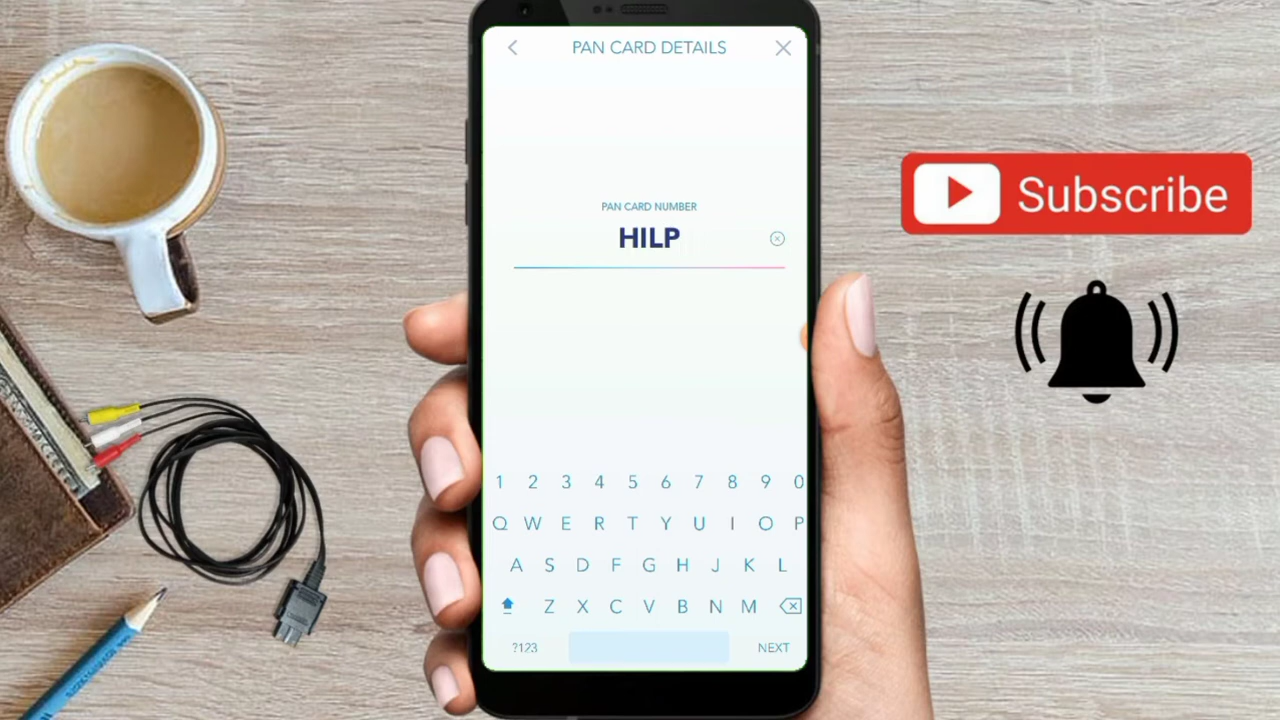 PAN CARD DETAILS
PAN CARD NUMBER
HILP
Subscribe
1 2 3 4 5 6 7 8 9 0
Q W E R T Y U I O P
A S D F G H J K L
Z X C V B N M
?123 NEXT